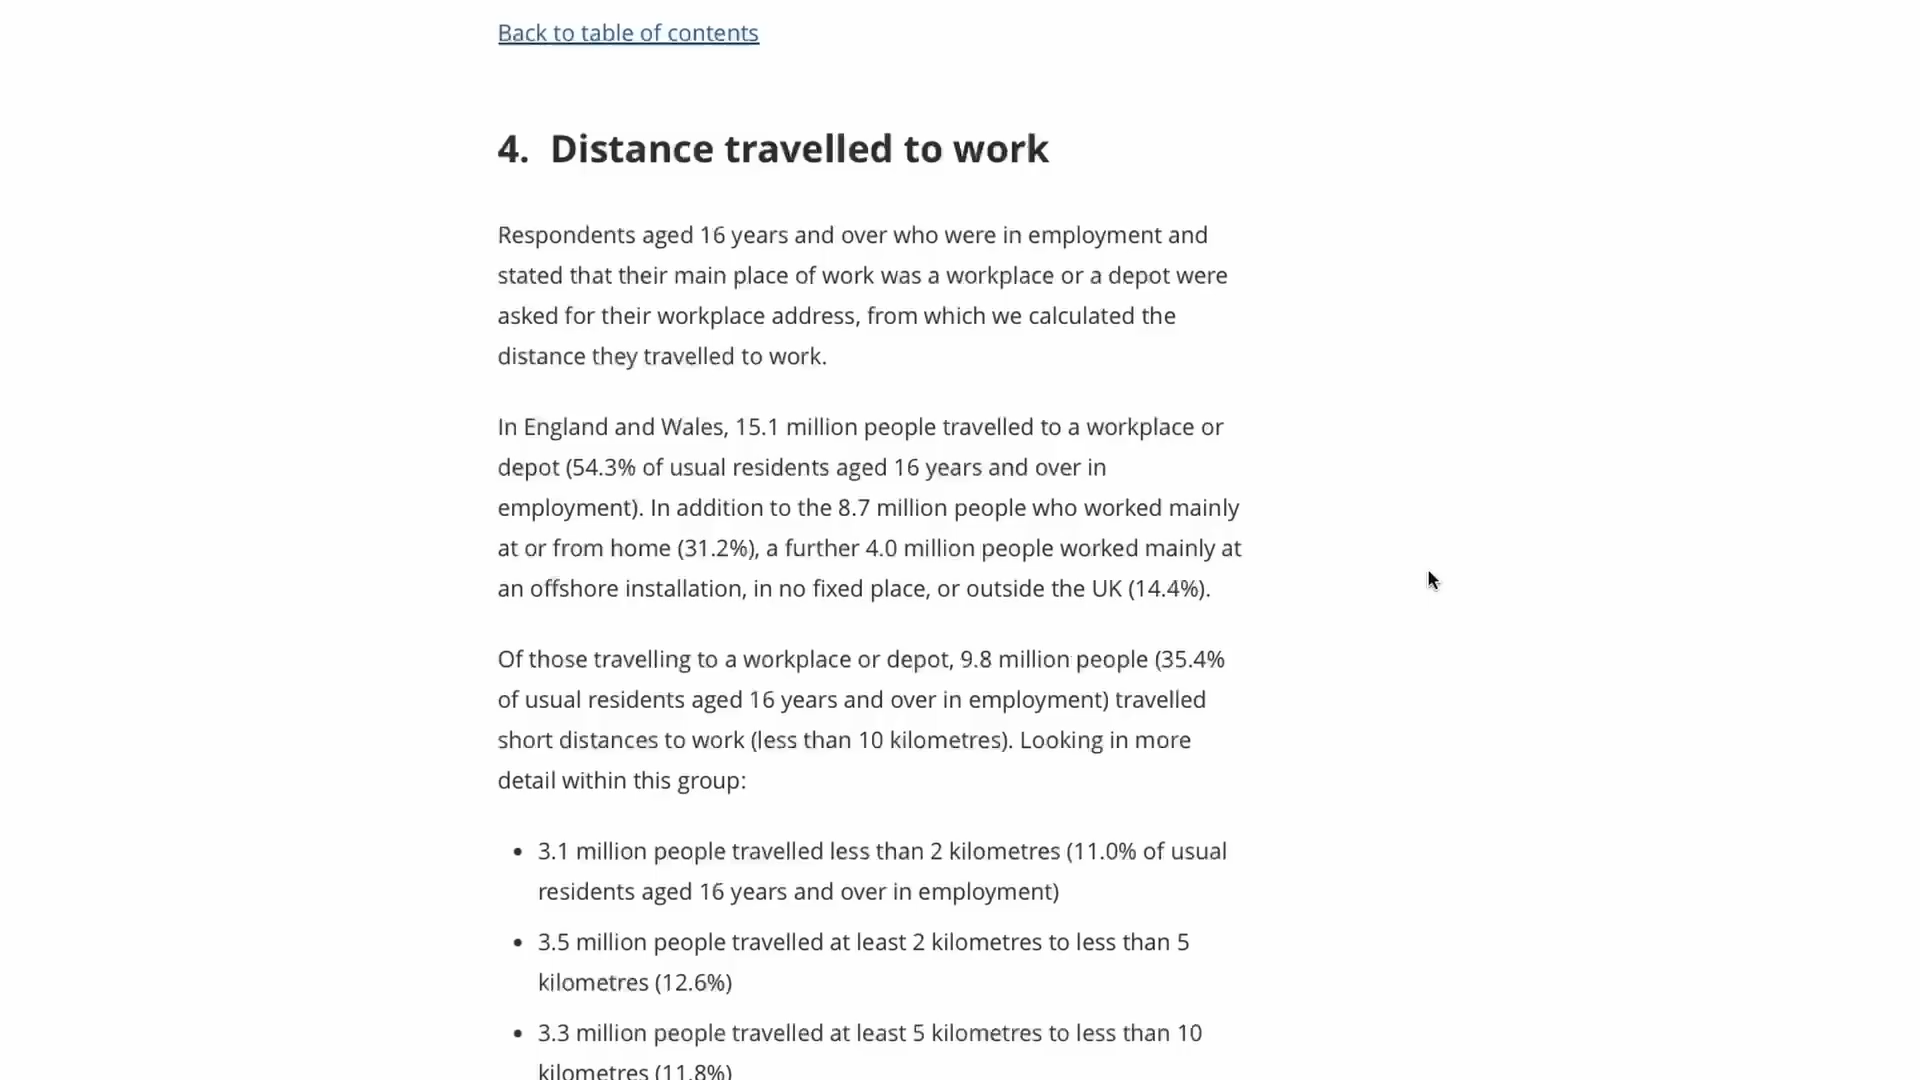 Back to table of contents
4. Distance travelled to work
Respondents aged 16 years and over who were in employment and
stated that their main place of work was a workplace or a depot were
asked for their workplace address, from which we calculated the
distance they travelled to work.
In England and Wales, 15.1 million people travelled to a workplace or
depot (54.3% of usual residents aged 16 years and over in
employment). In addition to the 8.7 million people who worked mainly
at or from home (31.2%), a further 4.0 million people worked mainly at
an offshore installation, in no fixed place, or outside the UK (14.4%).
Of those travelling to a workplace or depot, 9.8 million people (35.4%
of usual residents aged 16 years and over in employment) travelled
short distances to work (less than 10 kilometres). Looking in more
detail within this group:
• 3.1 million people travelled less than 2 kilometres (11.0% of usual
residents aged 16 years and over in employment)
• 3.5 million people travelled at least 2 kilometres to less than 5
kilometres (12.6%)
• 3.3 million people travelled at least 5 kilometres to less than 10
kilometres (11.8%)